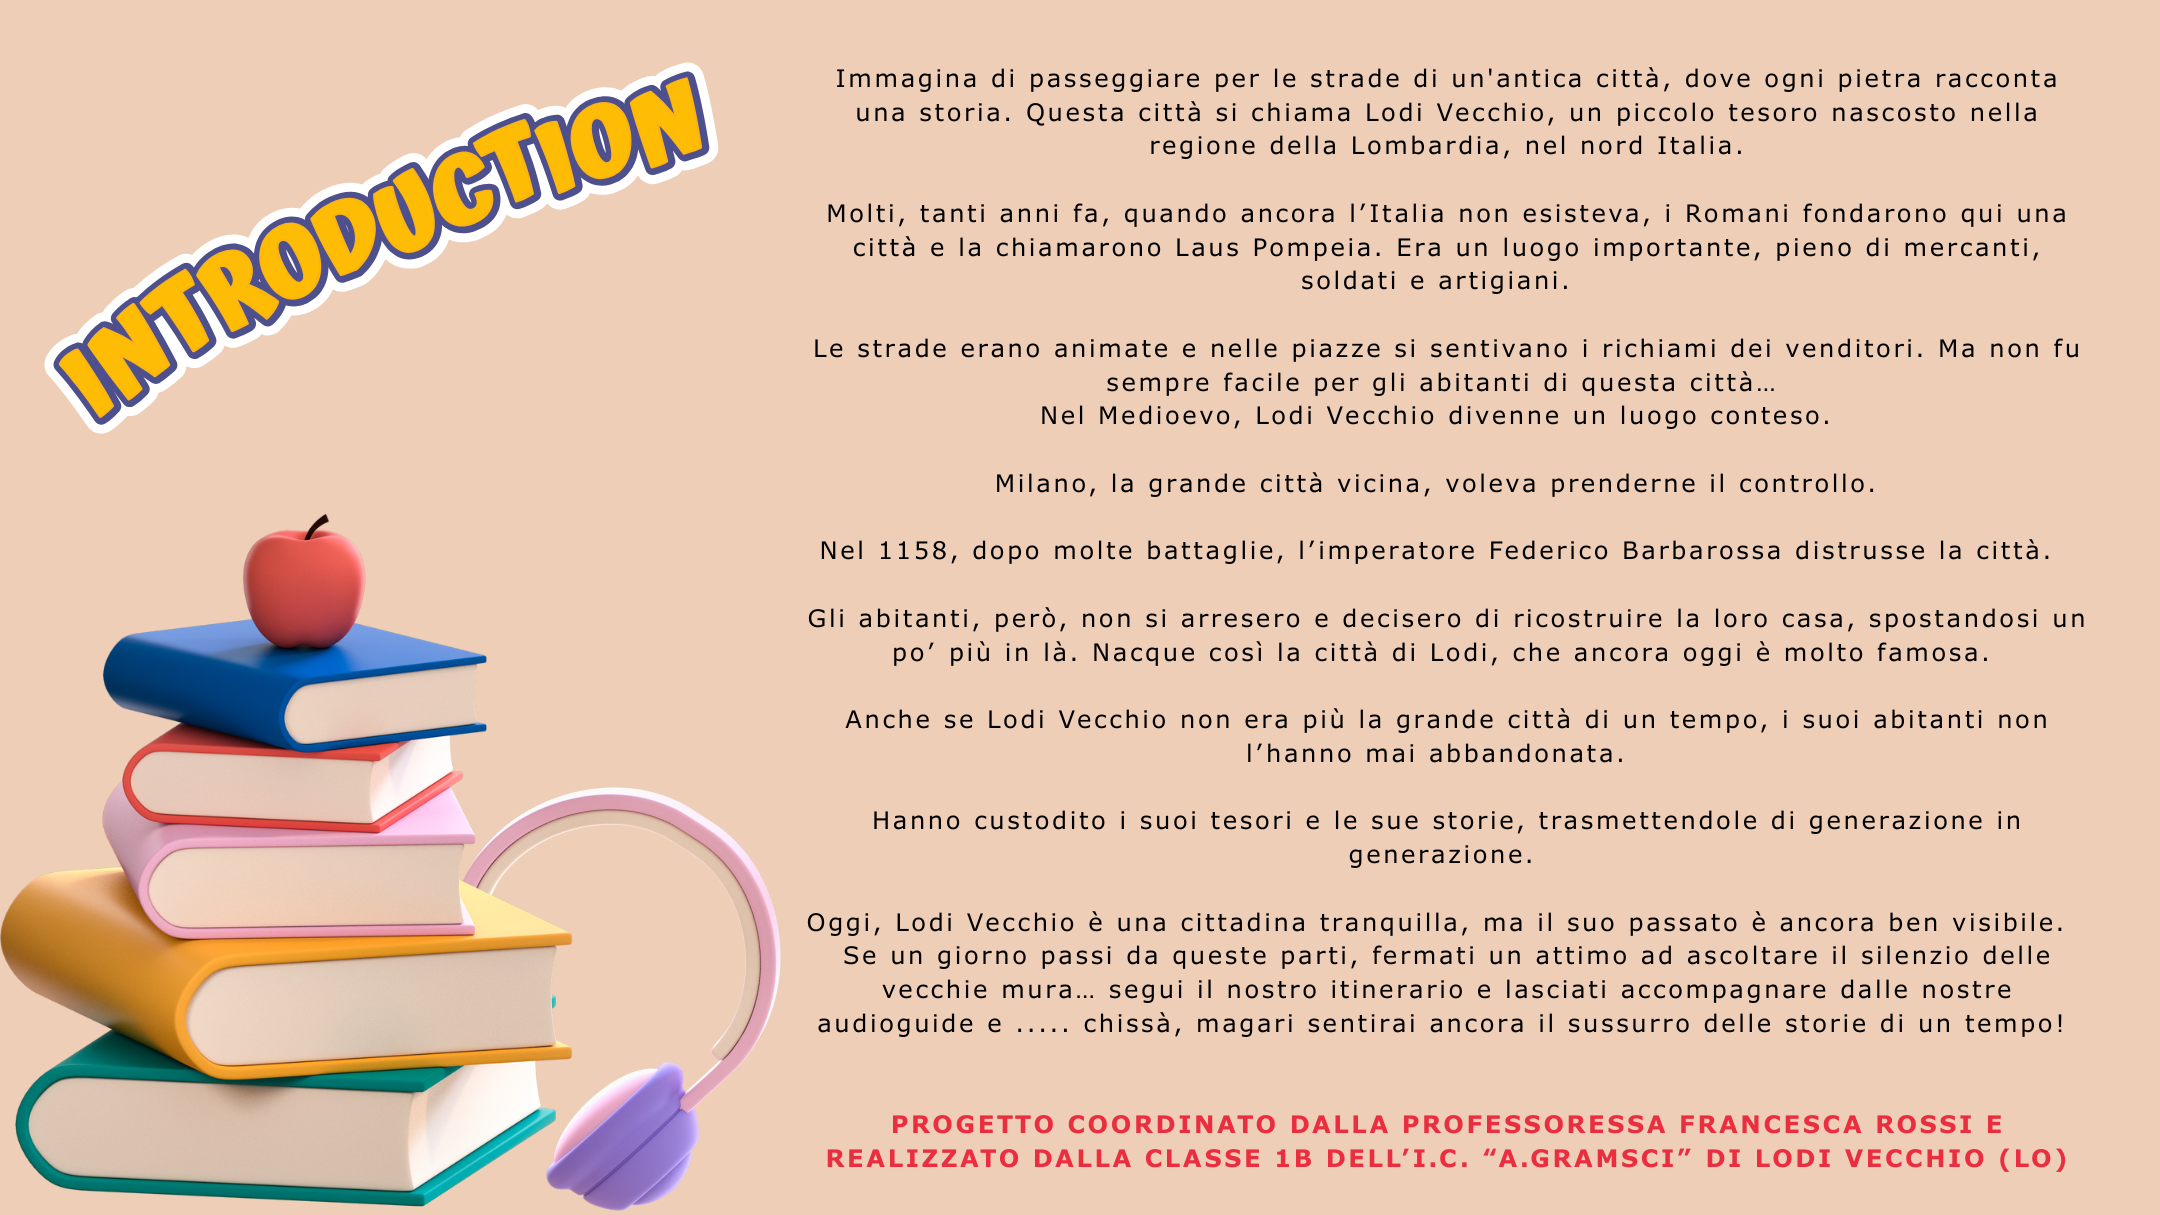 INTRODUCTION
Immagina di passeggiare per le strade di un'antica città, dove ogni pietra racconta
una storia. Questa città si chiama Lodi Vecchio, un piccolo tesoro nascosto nella
regione della Lombardia, nel nord Italia.
Molti, tanti anni fa, quando ancora l’Italia non esisteva, i Romani fondarono qui una
città e la chiamarono Laus Pompeia. Era un luogo importante, pieno di mercanti,
soldati e artigiani.
Le strade erano animate e nelle piazze si sentivano i richiami dei venditori. Ma non fu
sempre facile per gli abitanti di questa città…
Nel Medioevo, Lodi Vecchio divenne un luogo conteso.
Milano, la grande città vicina, voleva prenderne il controllo.
Nel 1158, dopo molte battaglie, l’imperatore Federico Barbarossa distrusse la città.
Gli abitanti, però, non si arresero e decisero di ricostruire la loro casa, spostandosi un
po’ più in là. Nacque così la città di Lodi, che ancora oggi è molto famosa.
Anche se Lodi Vecchio non era più la grande città di un tempo, i suoi abitanti non
l’hanno mai abbandonata.
Hanno custodito i suoi tesori e le sue storie, trasmettendole di generazione in
generazione.
Oggi, Lodi Vecchio è una cittadina tranquilla, ma il suo passato è ancora ben visibile.
Se un giorno passi da queste parti, fermati un attimo ad ascoltare il silenzio delle
vecchie mura… segui il nostro itinerario e lasciati accompagnare dalle nostre
audioguide e ..... chissà, magari sentirai ancora il sussurro delle storie di un tempo!
PROGETTO COORDINATO DALLA PROFESSORESSA FRANCESCA ROSSI E
REALIZZATO DALLA CLASSE 1B DELL’I.C. “A.GRAMSCI” DI LODI VECCHIO (LO)